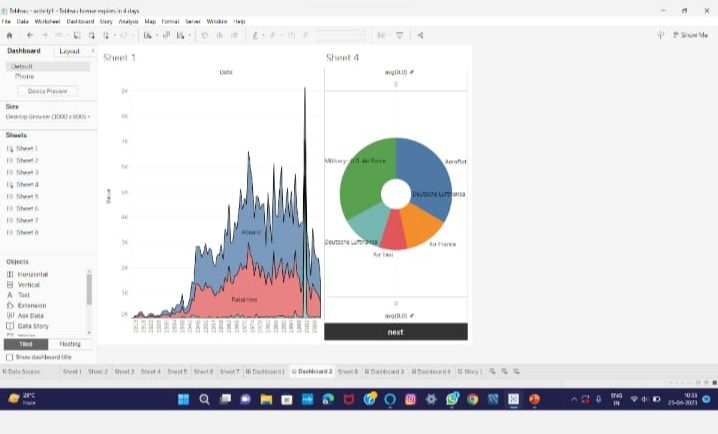 Tableau - activity1 - Tableau license expires in 4 days
File Data Worksheet Dashboard Story Analysis Map Format Server Window Help
Show Me
Dashboard Layout
Default
Phone
Device Preview
Size
Desktop Browser (1000 x 800)
Sheets
Sheet 1
Sheet 2
Sheet 3
Sheet 4
Sheet 5
Sheet 6
Sheet 7
Sheet 8
Objects
Horizontal
Vertical
A Text
Extension
Ask Data
Data Story
Tiled Floating
Show dashboard title
Sheet 1
Date
Value
9K
8K
7K
6K
5K
4K
3K
2K
1K
0K
Aboard
Fatalities
Sheet 4
avg(0.0)
0
Military - U.S. Air Force
Aeroflot
Deutsche Lufthansa
Deutsche Lufthansa
Air France
Air Taxi
0
avg(0.0)
next
Data Source Sheet 1 Sheet 2 Sheet 3 Sheet 4 Sheet 5 Sheet 6 Sheet 7 Dashboard 1 Dashboard 2 Sheet 8 Dashboard 3 Dashboard 4 Story 1
29°C
Haze
ENG
IN
10:53
25-04-2023